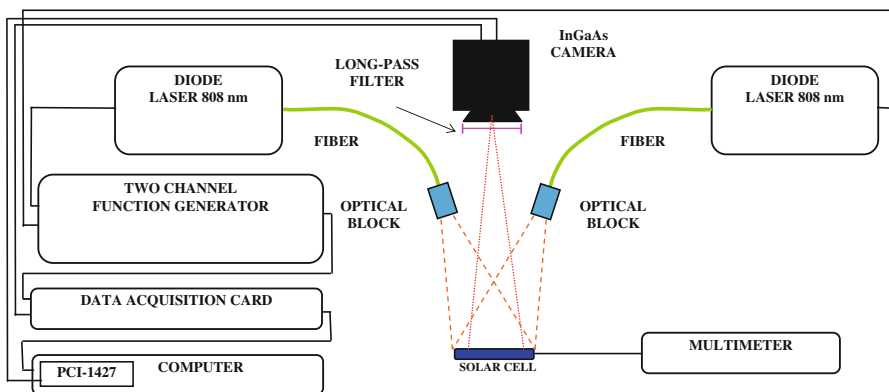 InGaAs
CAMERA
LONG-PASS
FILTER
DIODE
LASER 808 nm
DIODE
LASER 808 nm
FIBER
FIBER
TWO CHANNEL
FUNCTION GENERATOR
OPTICAL
BLOCK
OPTICAL
BLOCK
DATA ACQUISITION CARD
MULTIMETER
PCI-1427
COMPUTER
SOLAR CELL